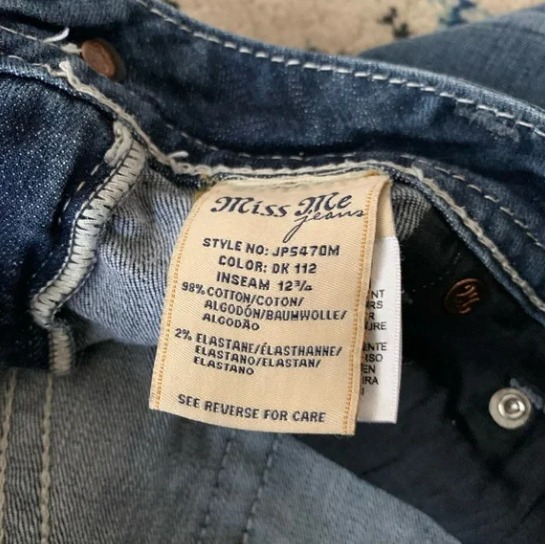 Miss Me
jeans
STYLE NO: JP5470M
COLOR: DK 112
INSEAM 12¾
98% COTTON/COTON/
ALGODÓN/BAUMWOLLE/
ALGODÃO
2% ELASTANE/ÉLASTHANNE/
ELASTANO/ELASTAN/
ELASTANO
SEE REVERSE FOR CARE